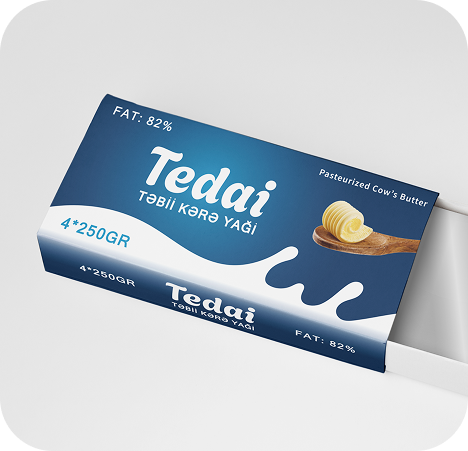 FAT: 82%
Tedai
TƏBİİ KƏRƏ YAĞİ
Pasteurized Cow's Butter
4*250GR
4*250GR
Tedai
TƏBİİ KƏRƏ YAĞİ
FAT: 82%